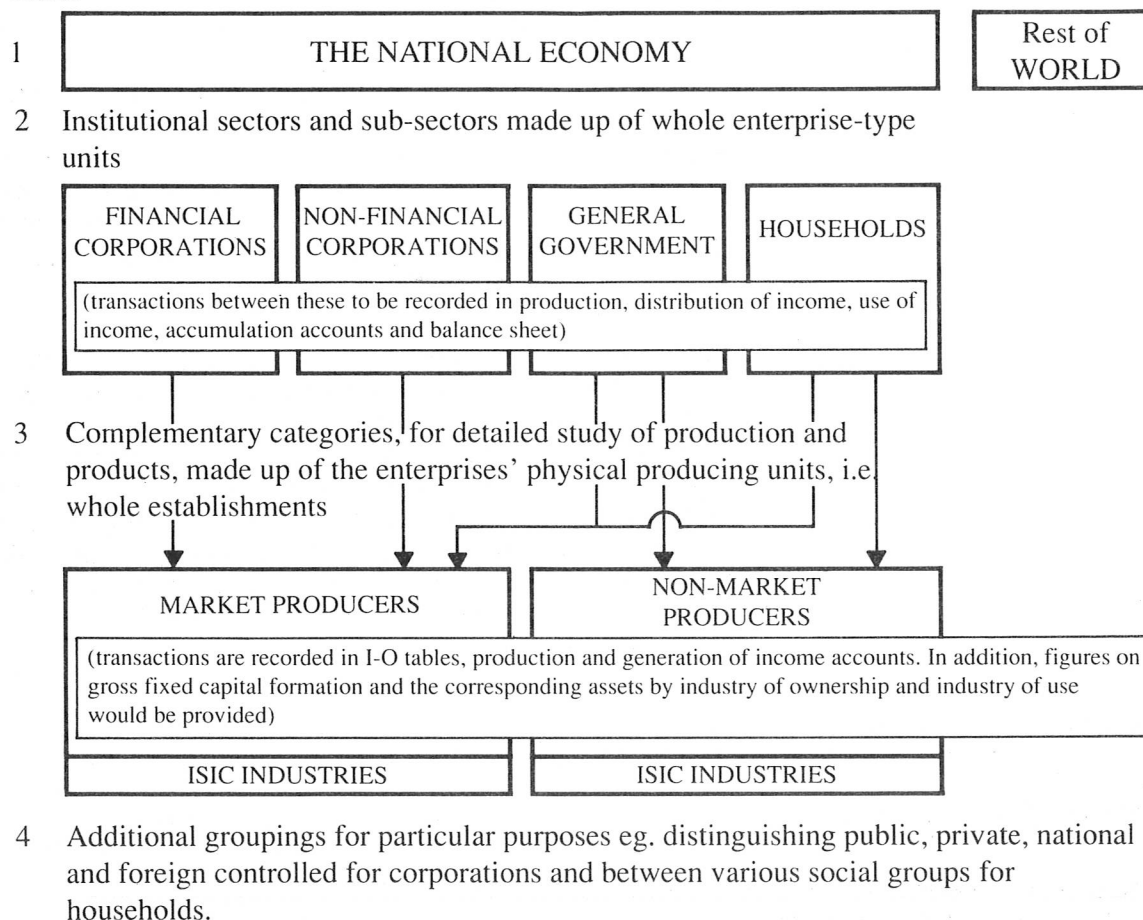 1 THE NATIONAL ECONOMY
Rest of
WORLD
2 Institutional sectors and sub-sectors made up of whole enterprise-type
units
FINANCIAL
CORPORATIONS
NON-FINANCIAL
CORPORATIONS
GENERAL
GOVERNMENT
HOUSEHOLDS
(transactions between these to be recorded in production, distribution of income, use of
income, accumulation accounts and balance sheet)
3 Complementary categories, for detailed study of production and
products, made up of the enterprises' physical producing units, i.e.
whole establishments
MARKET PRODUCERS
NON-MARKET
PRODUCERS
(transactions are recorded in I-O tables, production and generation of income accounts. In addition, figures on
gross fixed capital formation and the corresponding assets by industry of ownership and industry of use
would be provided)
ISIC INDUSTRIES
ISIC INDUSTRIES
4 Additional groupings for particular purposes eg. distinguishing public, private, national
and foreign controlled for corporations and between various social groups for
households.